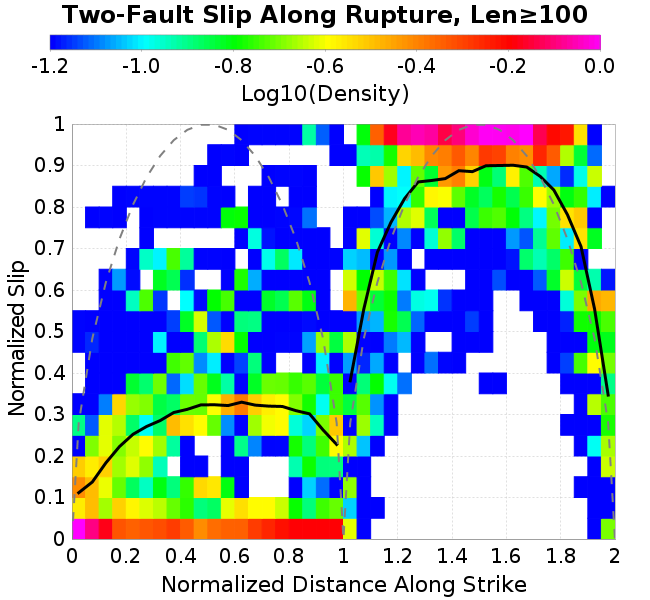 Two-Fault Slip Along Rupture, Len≥100
-1.2 -1.0 -0.8 -0.6 -0.4 -0.2 0.0
Log10(Density)
1
0.9
0.8
0.7
0.6
0.5
0.4
0.3
0.2
0.1
0
Normalized Slip
0 0.2 0.4 0.6 0.8 1 1.2 1.4 1.6 1.8 2
Normalized Distance Along Strike